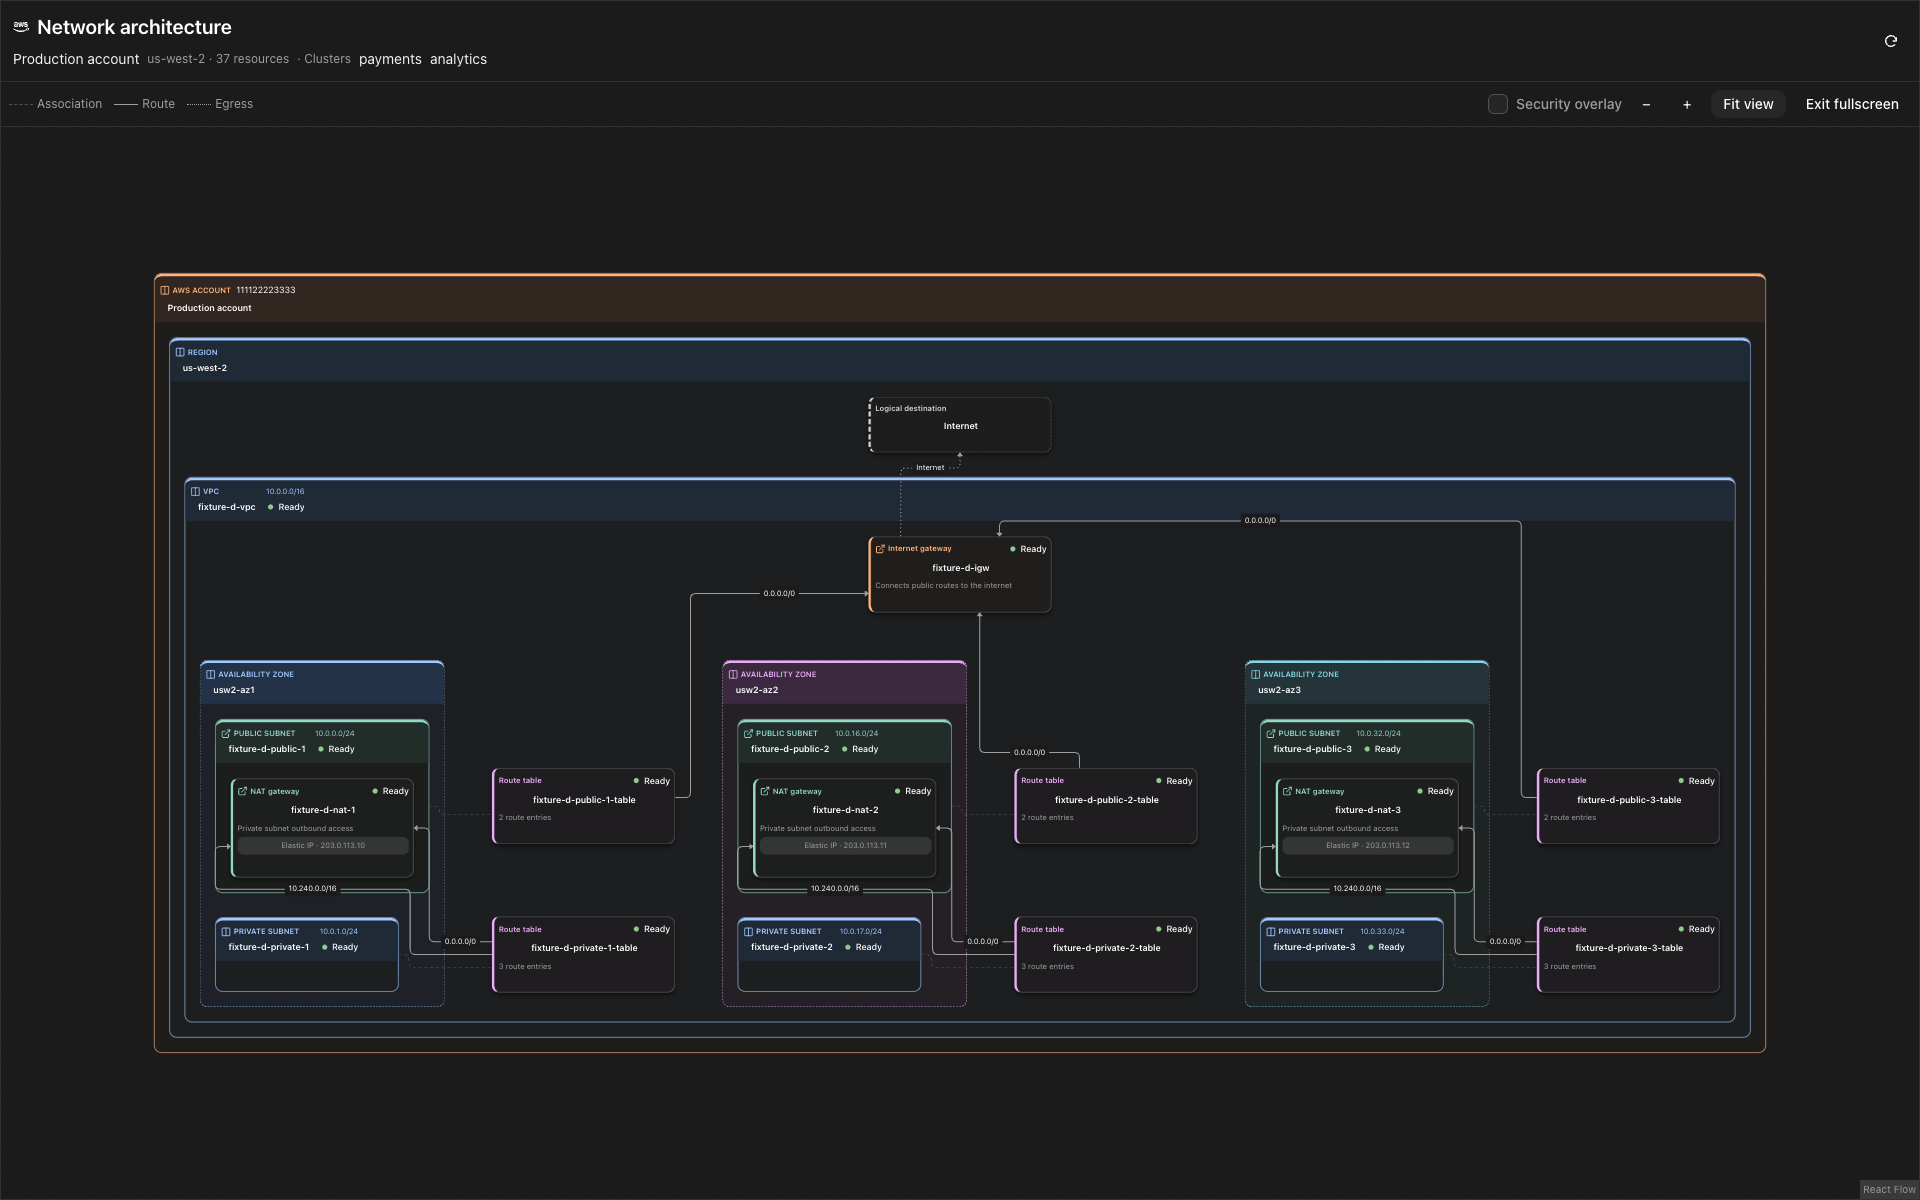 aws Network architecture
Production account us-west-2 · 37 resources · Clusters payments analytics
Association Route Egress
Security overlay − + Fit view Exit fullscreen
AWS ACCOUNT 111122223333
Production account
REGION
us-west-2
Logical destination
Internet
Internet
VPC 10.0.0.0/16
fixture-d-vpc Ready
0.0.0.0/0
Internet gateway Ready
fixture-d-igw
Connects public routes to the internet
0.0.0.0/0
AVAILABILITY ZONE
usw2-az1
PUBLIC SUBNET 10.0.0.0/24
fixture-d-public-1 Ready
NAT gateway Ready
fixture-d-nat-1
Private subnet outbound access
Elastic IP · 203.0.113.10
10.240.0.0/16
PRIVATE SUBNET 10.0.1.0/24
fixture-d-private-1 Ready
Route table Ready
fixture-d-public-1-table
2 route entries
0.0.0.0/0
Route table Ready
fixture-d-private-1-table
3 route entries
AVAILABILITY ZONE
usw2-az2
PUBLIC SUBNET 10.0.16.0/24
fixture-d-public-2 Ready
NAT gateway Ready
fixture-d-nat-2
Private subnet outbound access
Elastic IP · 203.0.113.11
10.240.0.0/16
PRIVATE SUBNET 10.0.17.0/24
fixture-d-private-2 Ready
0.0.0.0/0
Route table Ready
fixture-d-public-2-table
2 route entries
0.0.0.0/0
Route table Ready
fixture-d-private-2-table
3 route entries
AVAILABILITY ZONE
usw2-az3
PUBLIC SUBNET 10.0.32.0/24
fixture-d-public-3 Ready
NAT gateway Ready
fixture-d-nat-3
Private subnet outbound access
Elastic IP · 203.0.113.12
10.240.0.0/16
PRIVATE SUBNET 10.0.33.0/24
fixture-d-private-3 Ready
Route table Ready
fixture-d-public-3-table
2 route entries
0.0.0.0/0
Route table Ready
fixture-d-private-3-table
3 route entries
React Flow